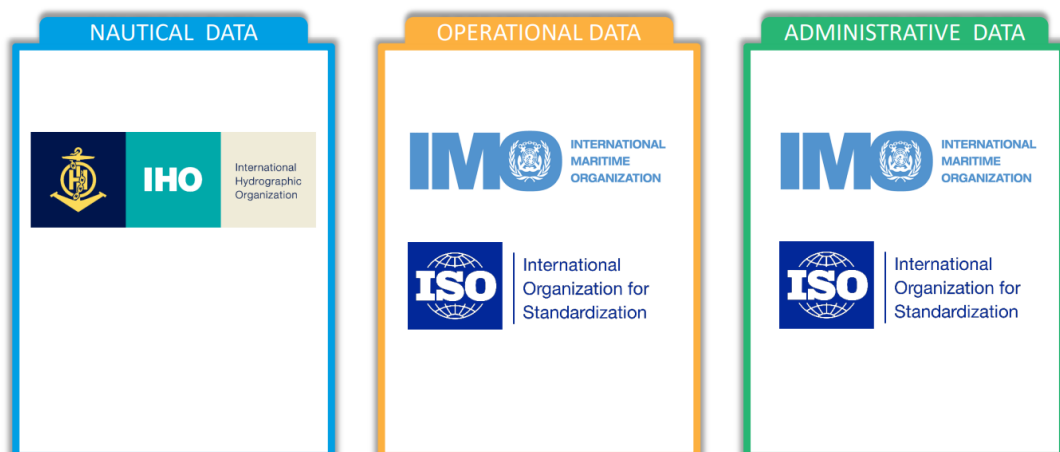 NAUTICAL DATA
IHO
International
Hydrographic
Organization
OPERATIONAL DATA
IMO
INTERNATIONAL
MARITIME
ORGANIZATION
ISO
International
Organization for
Standardization
ADMINISTRATIVE DATA
IMO
INTERNATIONAL
MARITIME
ORGANIZATION
ISO
International
Organization for
Standardization